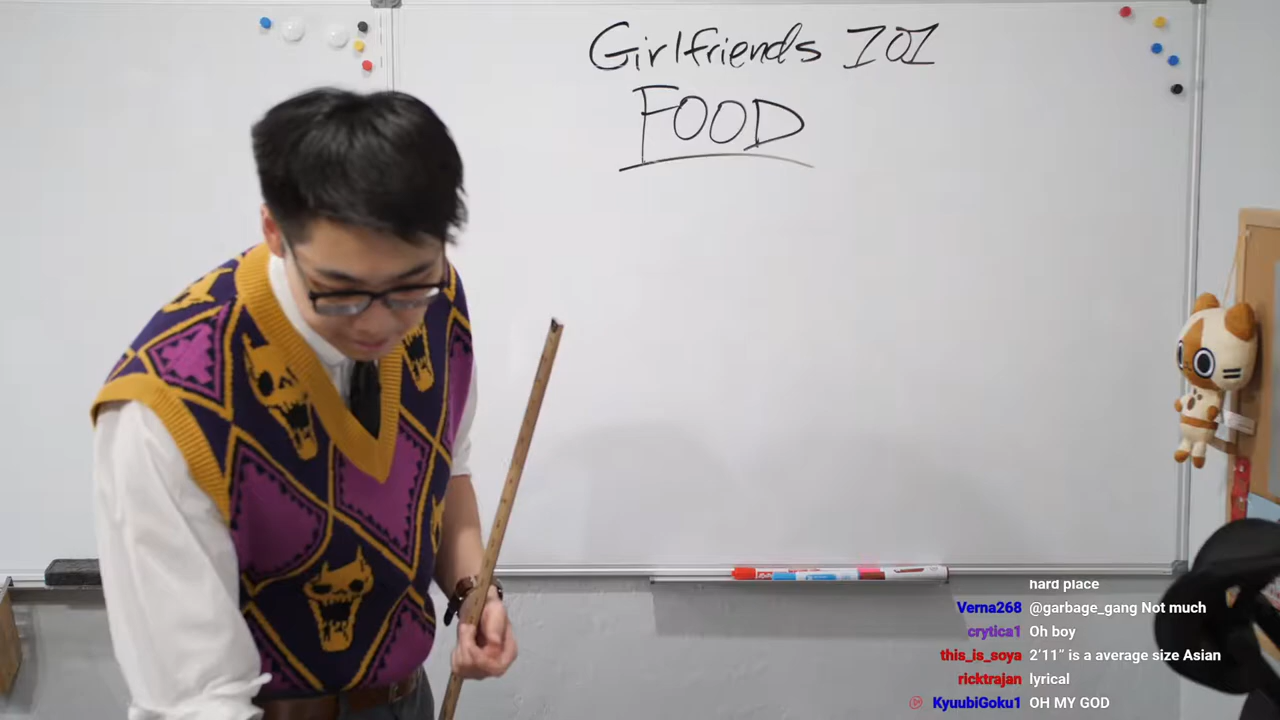 Girlfriends 101
FOOD
hard place
Verna268 @garbage_gang Not much
crytica1 Oh boy
this_is_soya 2'11" is a average size Asian
ricktrajan lyrical
KyuubiGoku1 OH MY GOD